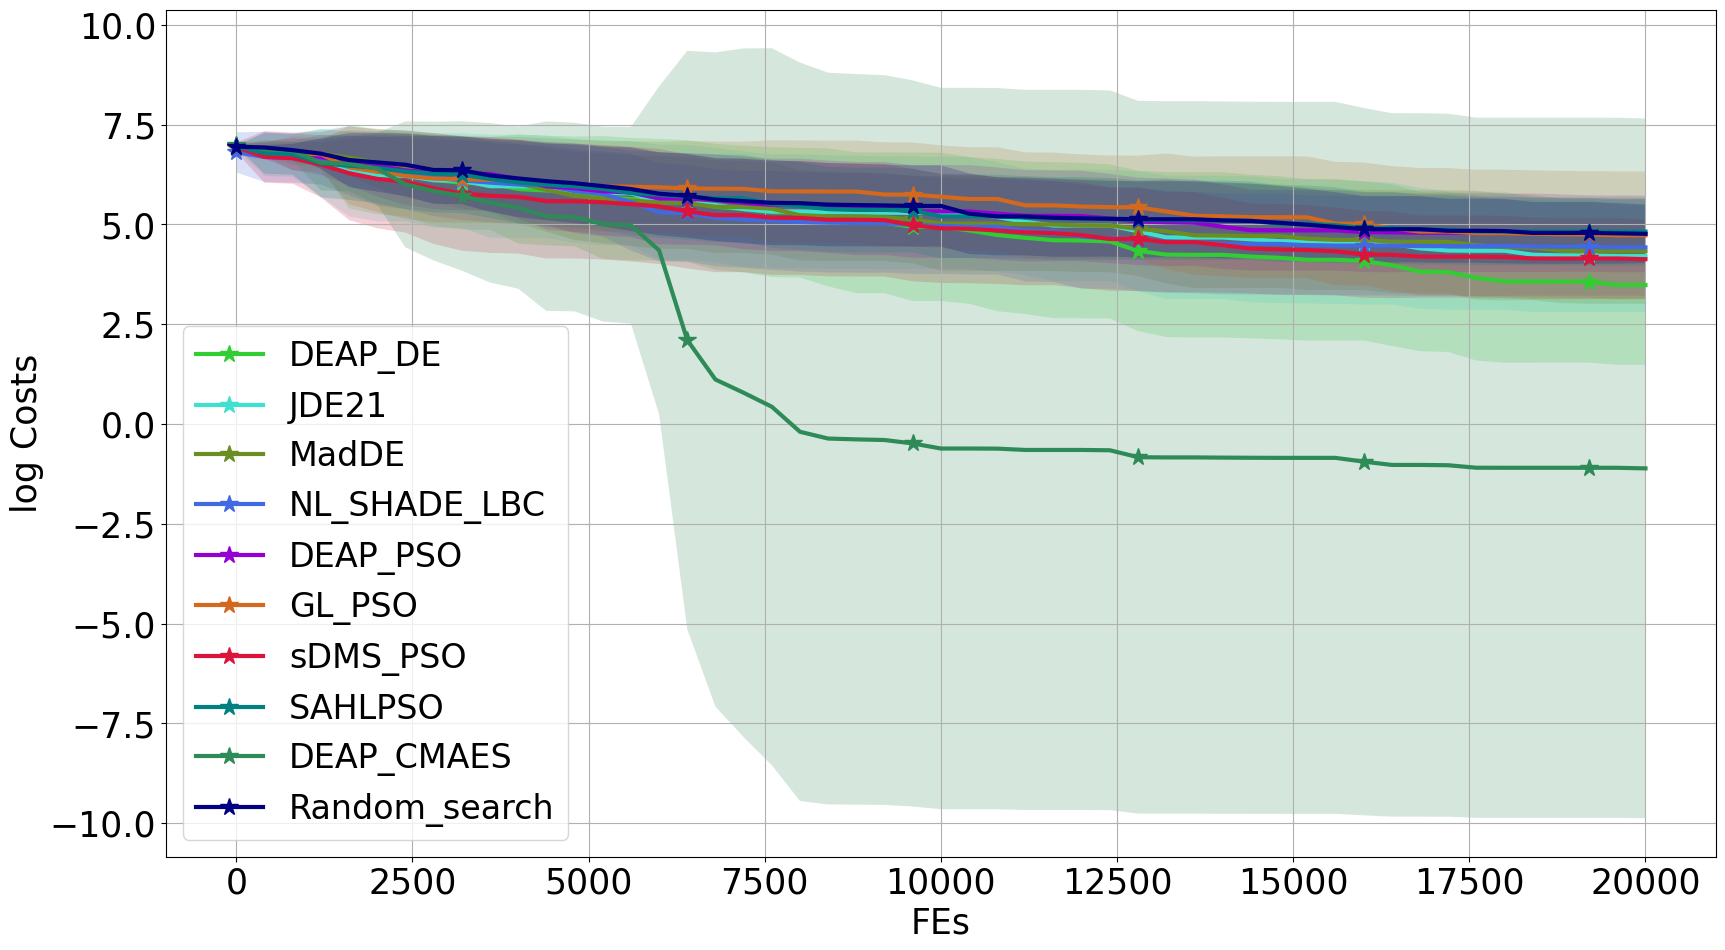 10.0
7.5
5.0
2.5
0.0
−2.5
−5.0
−7.5
−10.0
log Costs
DEAP_DE
JDE21
MadDE
NL_SHADE_LBC
DEAP_PSO
GL_PSO
sDMS_PSO
SAHLPSO
DEAP_CMAES
Random_search
0 2500 5000 7500 10000 12500 15000 17500 20000
FEs